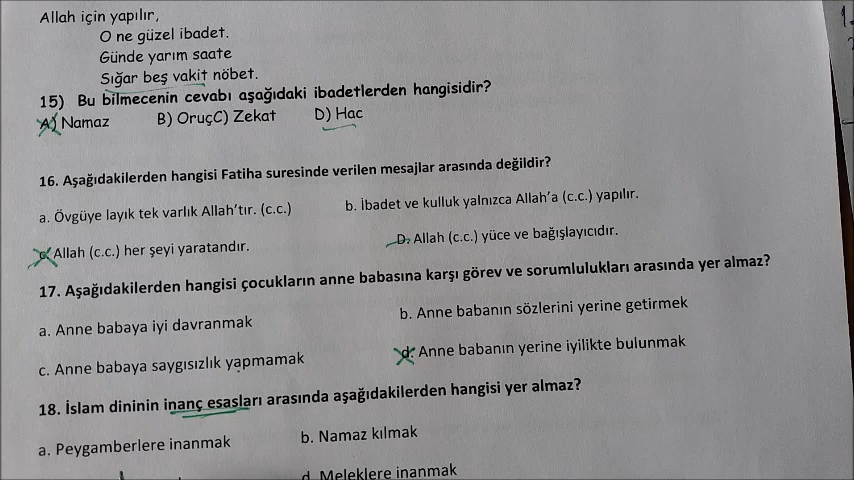 Allah için yapılır,
O ne güzel ibadet.
Günde yarım saate
Sığar beş vakit nöbet.
15) Bu bilmecenin cevabı aşağıdaki ibadetlerden hangisidir?
A) Namaz B) OruçC) Zekat D) Hac
16. Aşağıdakilerden hangisi Fatiha suresinde verilen mesajlar arasında değildir?
a. Övgüye layık tek varlık Allah'tır. (c.c.) b. İbadet ve kulluk yalnızca Allah'a (c.c.) yapılır.
c. Allah (c.c.) her şeyi yaratandır. D. Allah (c.c.) yüce ve bağışlayıcıdır.
17. Aşağıdakilerden hangisi çocukların anne babasına karşı görev ve sorumlulukları arasında yer almaz?
a. Anne babaya iyi davranmak b. Anne babanın sözlerini yerine getirmek
c. Anne babaya saygısızlık yapmamak d. Anne babanın yerine iyilikte bulunmak
18. İslam dininin inanç esasları arasında aşağıdakilerden hangisi yer almaz?
a. Peygamberlere inanmak b. Namaz kılmak
d. Meleklere inanmak